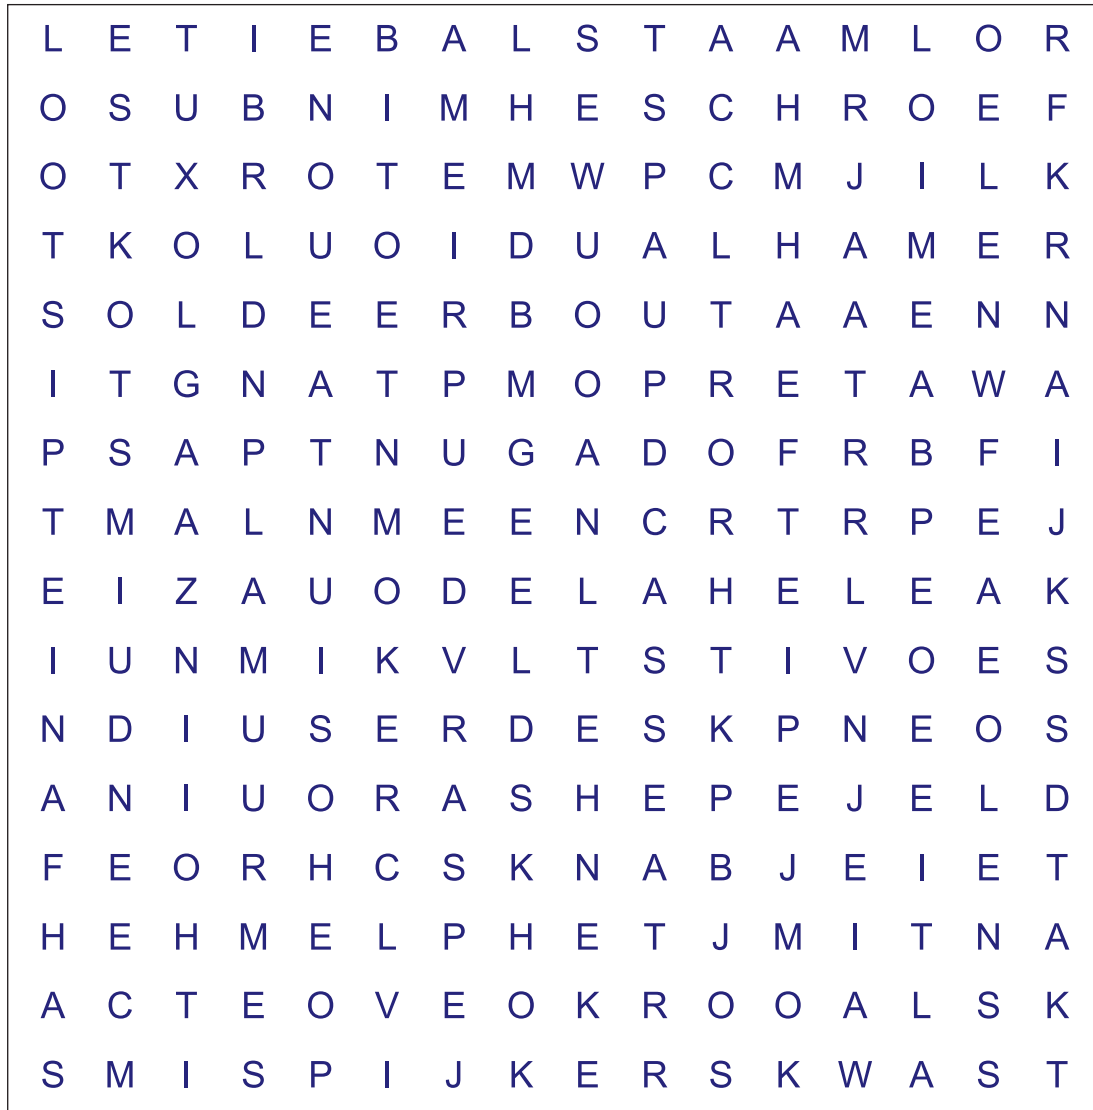 L E T I E B A L S T A A M L O R
O S U B N I M H E S C H R O E F
O T X R O T E M W P C M J I L K
T K O L U O I D U A L H A M E R
S O L D E E R B O U T A A E N N
I T G N A T P M O P R E T A W A
P S A P T N U G A D O F R B F I
T M A L N M E E N C R T R P E J
E I Z A U O D E L A H E L E A K
I U N M I K V L T S T I V O E S
N D I U S E R D E S K P N E O S
A N I U O R A S H E P E J E L D
F E O R H C S K N A B J E I E T
H E H M E L P H E T J M I T N A
A C T E O V E O K R O O A L S K
S M I S P I J K E R S K W A S T